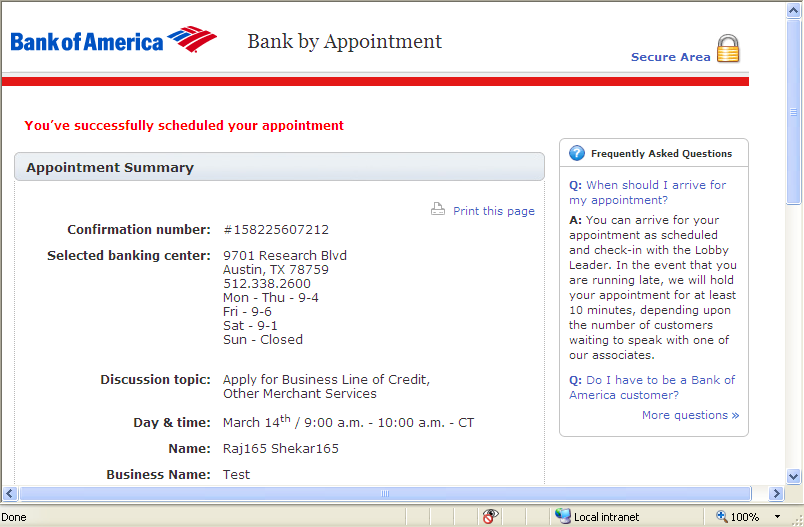 Bank of America
Bank by Appointment
Secure Area
You've successfully scheduled your appointment
Appointment Summary
Print this page
Confirmation number: #158225607212
Selected banking center: 9701 Research Blvd
Austin, TX 78759
512.338.2600
Mon - Thu - 9-4
Fri - 9-6
Sat - 9-1
Sun - Closed
Discussion topic: Apply for Business Line of Credit,
Other Merchant Services
Day & time: March 14th / 9:00 a.m. - 10:00 a.m. - CT
Name: Raj165 Shekar165
Business Name: Test
? Frequently Asked Questions
Q: When should I arrive for
my appointment?
A: You can arrive for your
appointment as scheduled
and check-in with the Lobby
Leader. In the event that you
are running late, we will hold
your appointment for at least
10 minutes, depending upon
the number of customers
waiting to speak with one of
our associates.
Q: Do I have to be a Bank of
America customer?
More questions »
Done
Local intranet
100%